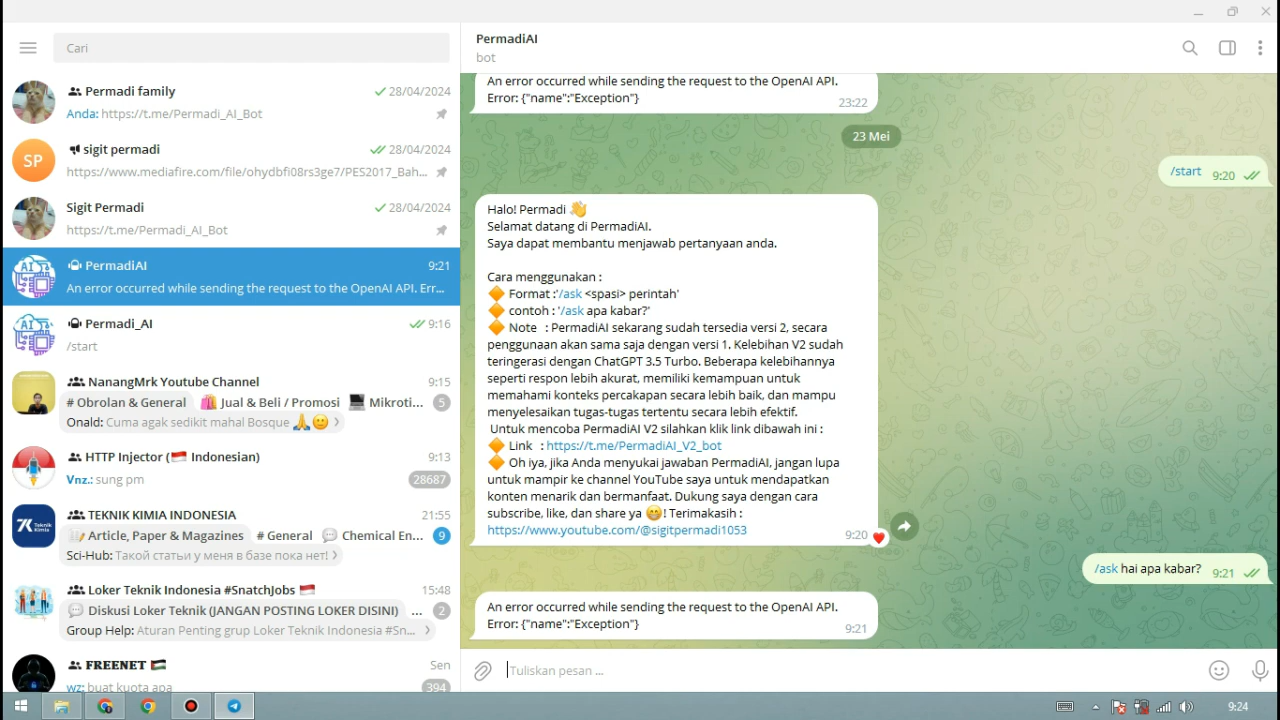 Cari
Permadi family
28/04/2024
Anda: https://t.me/Permadi_AI_Bot
SP
sigit permadi
28/04/2024
https://www.mediafire.com/file/ohydbfi08rs3ge7/PES2017_Bah...
Sigit Permadi
28/04/2024
https://t.me/Permadi_AI_Bot
AI
PermadiAI
9:21
An error occurred while sending the request to the OpenAI API. Err...
AI
Permadi_AI
9:16
/start
NanangMrk Youtube Channel
9:15
# Obrolan & General Jual & Beli / Promosi Mikroti... 5
Onald: Cuma agak sedikit mahal Bosque
HTTP Injector (🇮🇩 Indonesian)
9:13
Vnz.: sung pm
28687
7K Teknik Kimia
TEKNIK KIMIA INDONESIA
21:55
Article, Paper & Magazines # General Chemical En... 9
Sci-Hub: Такой статьи у меня в базе пока нет!
Loker Teknik Indonesia #SnatchJobs
15:48
Diskusi Loker Teknik (JANGAN POSTING LOKER DISINI) ... 2
Group Help: Aturan Penting grup Loker Teknik Indonesia #Sn...
FREENET
Sen
wz: buat kuota apa
394
PermadiAI
bot
An error occurred while sending the request to the OpenAI API.
Error: {"name":"Exception"}
23:22
23 Mei
/start 9:20
Halo! Permadi 👋
Selamat datang di PermadiAI.
Saya dapat membantu menjawab pertanyaan anda.
Cara menggunakan :
🔶 Format :'/ask <spasi> perintah'
🔶 contoh : '/ask apa kabar?'
🔶 Note : PermadiAI sekarang sudah tersedia versi 2, secara
penggunaan akan sama saja dengan versi 1. Kelebihan V2 sudah
teringerasi dengan ChatGPT 3.5 Turbo. Beberapa kelebihannya
seperti respon lebih akurat, memiliki kemampuan untuk
memahami konteks percakapan secara lebih baik, dan mampu
menyelesaikan tugas-tugas tertentu secara lebih efektif.
Untuk mencoba PermadiAI V2 silahkan klik link dibawah ini :
🔶 Link : https://t.me/PermadiAI_V2_bot
🔶 Oh iya, jika Anda menyukai jawaban PermadiAI, jangan lupa
untuk mampir ke channel YouTube saya untuk mendapatkan
konten menarik dan bermanfaat. Dukung saya dengan cara
subscribe, like, dan share ya 😁! Terimakasih :
https://www.youtube.com/@sigitpermadi1053
9:20
/ask hai apa kabar? 9:21
An error occurred while sending the request to the OpenAI API.
Error: {"name":"Exception"}
9:21
Tuliskan pesan ...
9:24